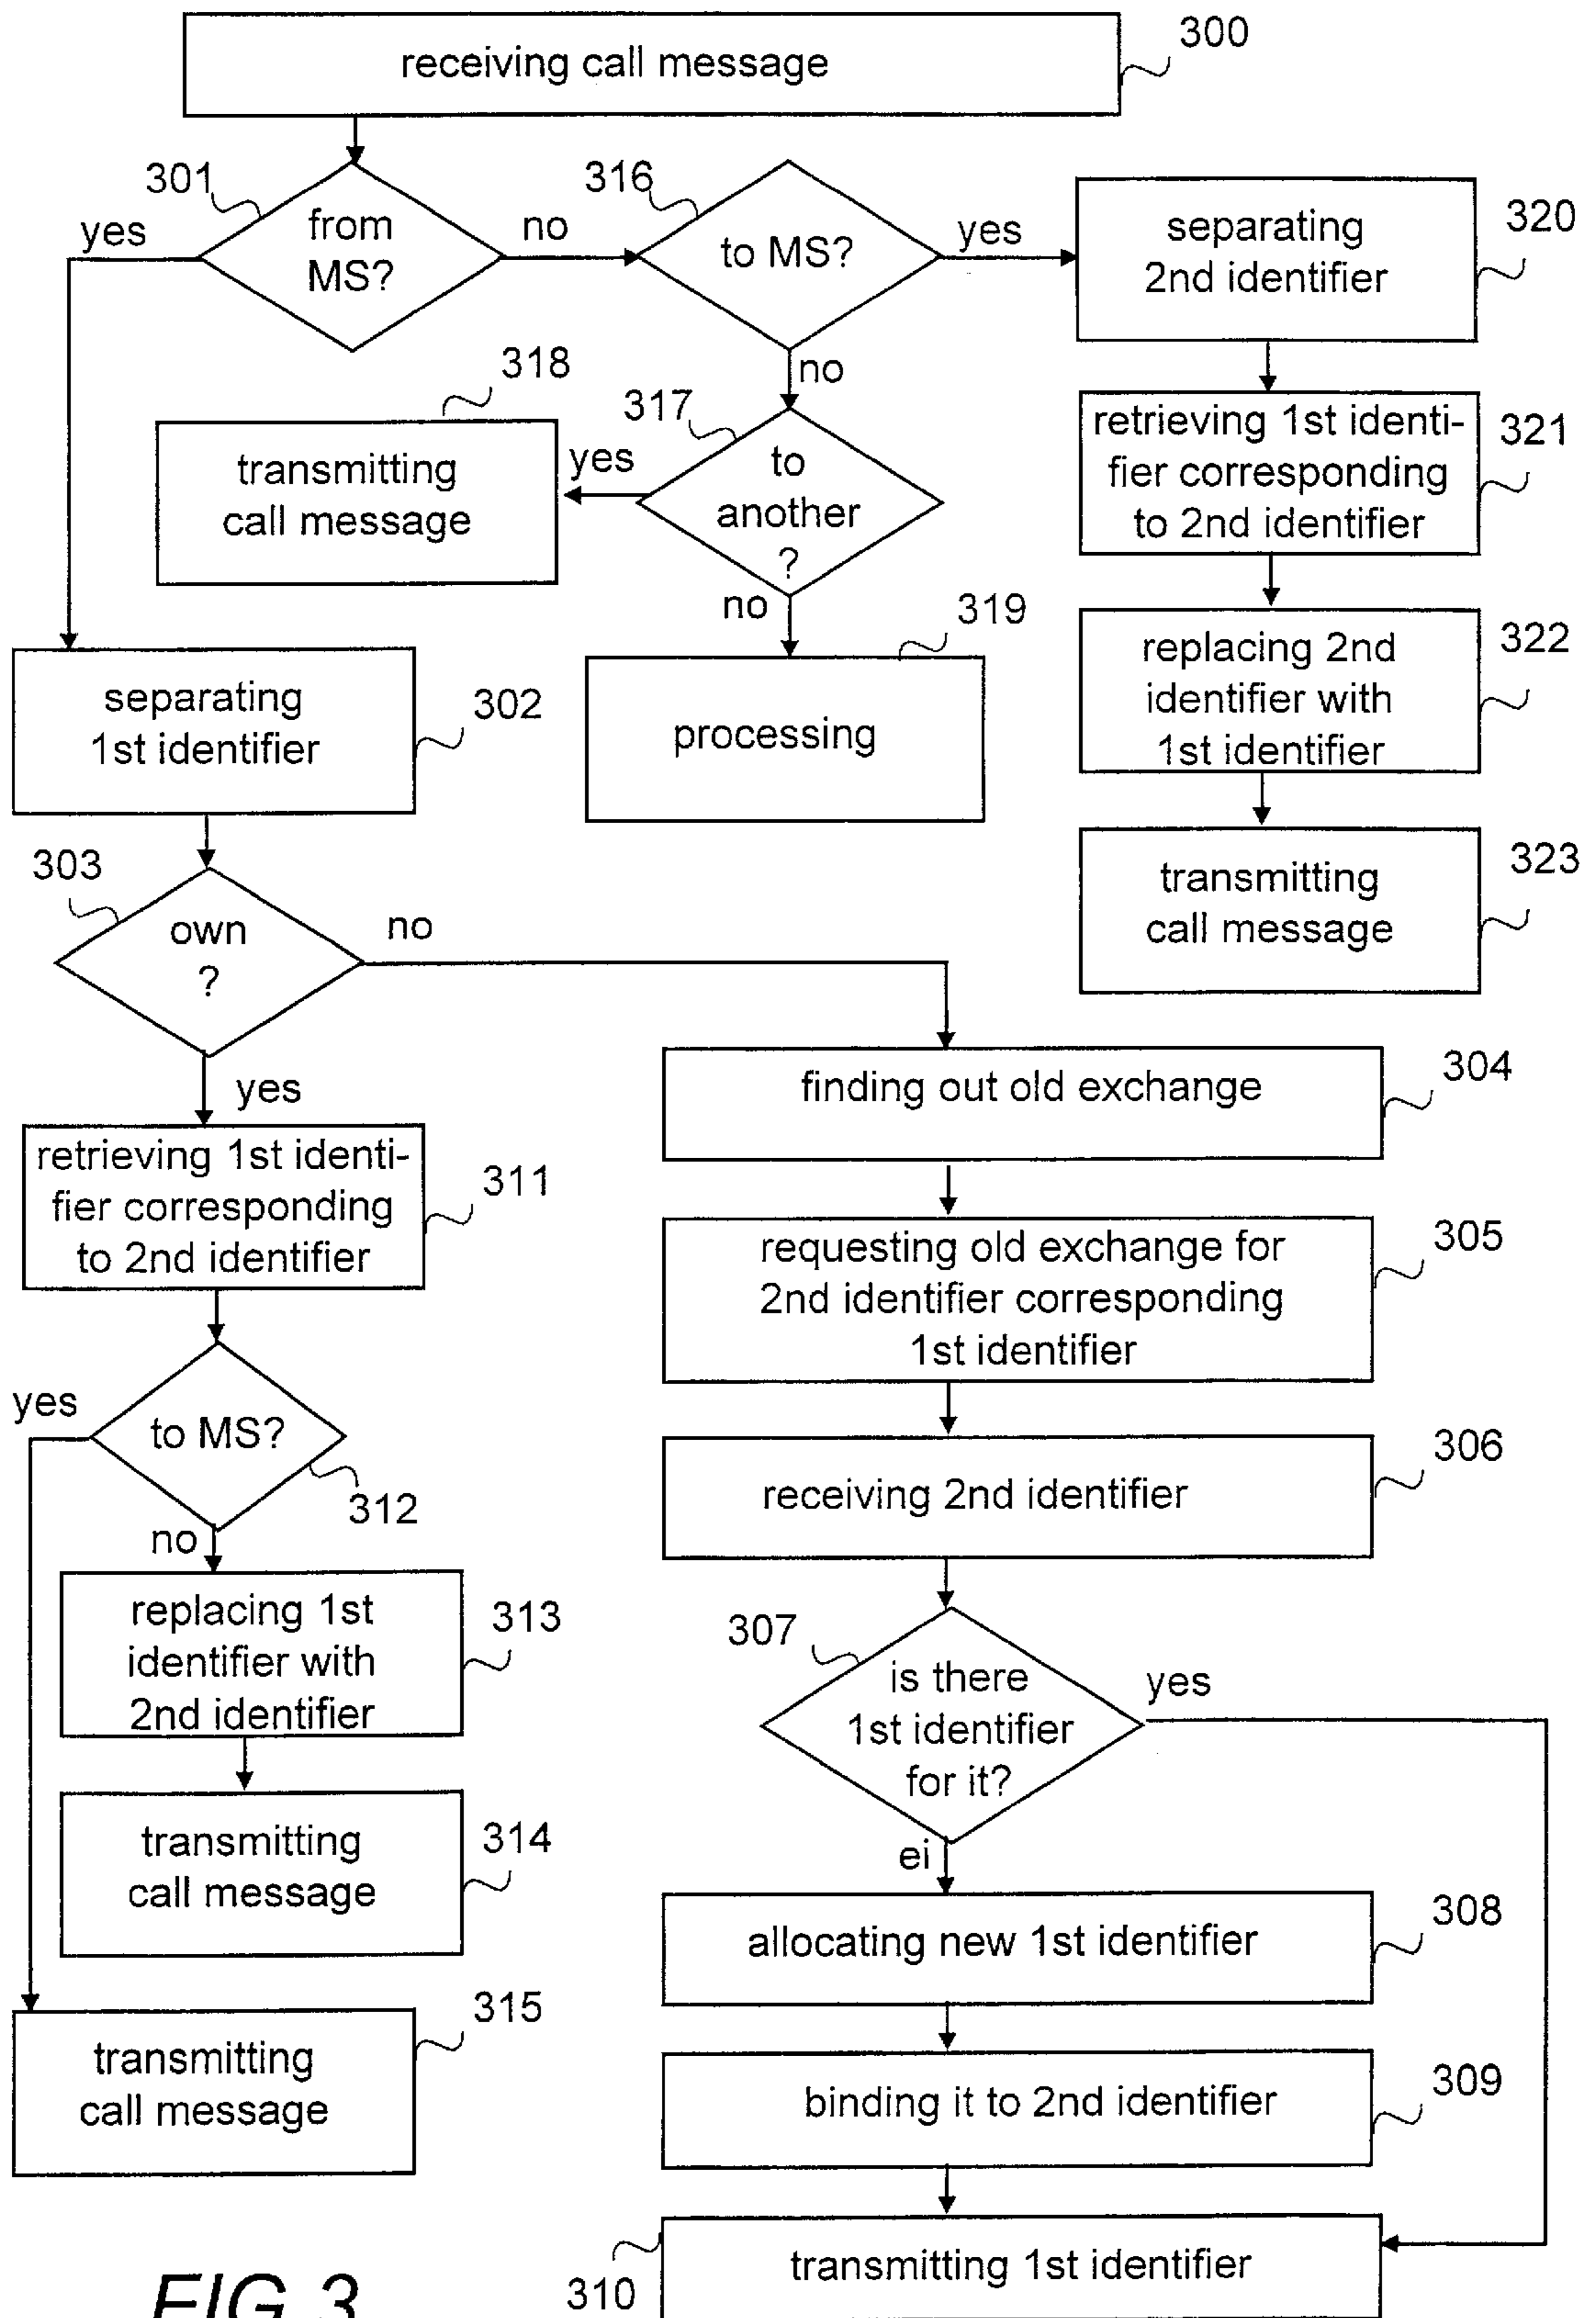 receiving call message
300
301
from
MS?
yes
no
316
to MS?
yes
no
separating
2nd identifier
320
318
transmitting
call message
317
to
another
?
yes
no
retrieving 1st identi-
fier corresponding
to 2nd identifier
321
319
processing
replacing 2nd
identifier with
1st identifier
322
separating
1st identifier
302
transmitting
call message
323
303
own
?
no
yes
finding out old exchange
304
retrieving 1st identi-
fier corresponding
to 2nd identifier
311
requesting old exchange for
2nd identifier corresponding
1st identifier
305
yes
to MS?
312
no
receiving 2nd identifier
306
replacing 1st
identifier with
2nd identifier
313
307
is there
1st identifier
for it?
yes
ei
transmitting
call message
314
allocating new 1st identifier
308
transmitting
call message
315
binding it to 2nd identifier
309
transmitting 1st identifier
310
FIG 3